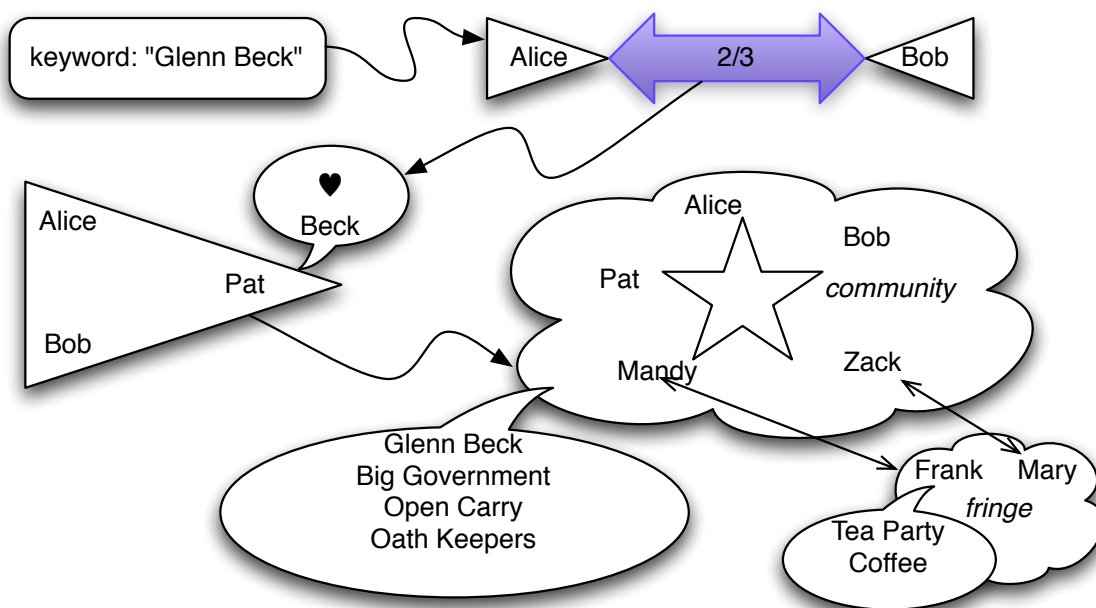 keyword: "Glenn Beck"
Alice
2/3
Bob
♥
Beck
Alice
Pat
Bob
Alice
Bob
Pat
community
Mandy
Zack
Glenn Beck
Big Government
Open Carry
Oath Keepers
Frank Mary
fringe
Tea Party
Coffee